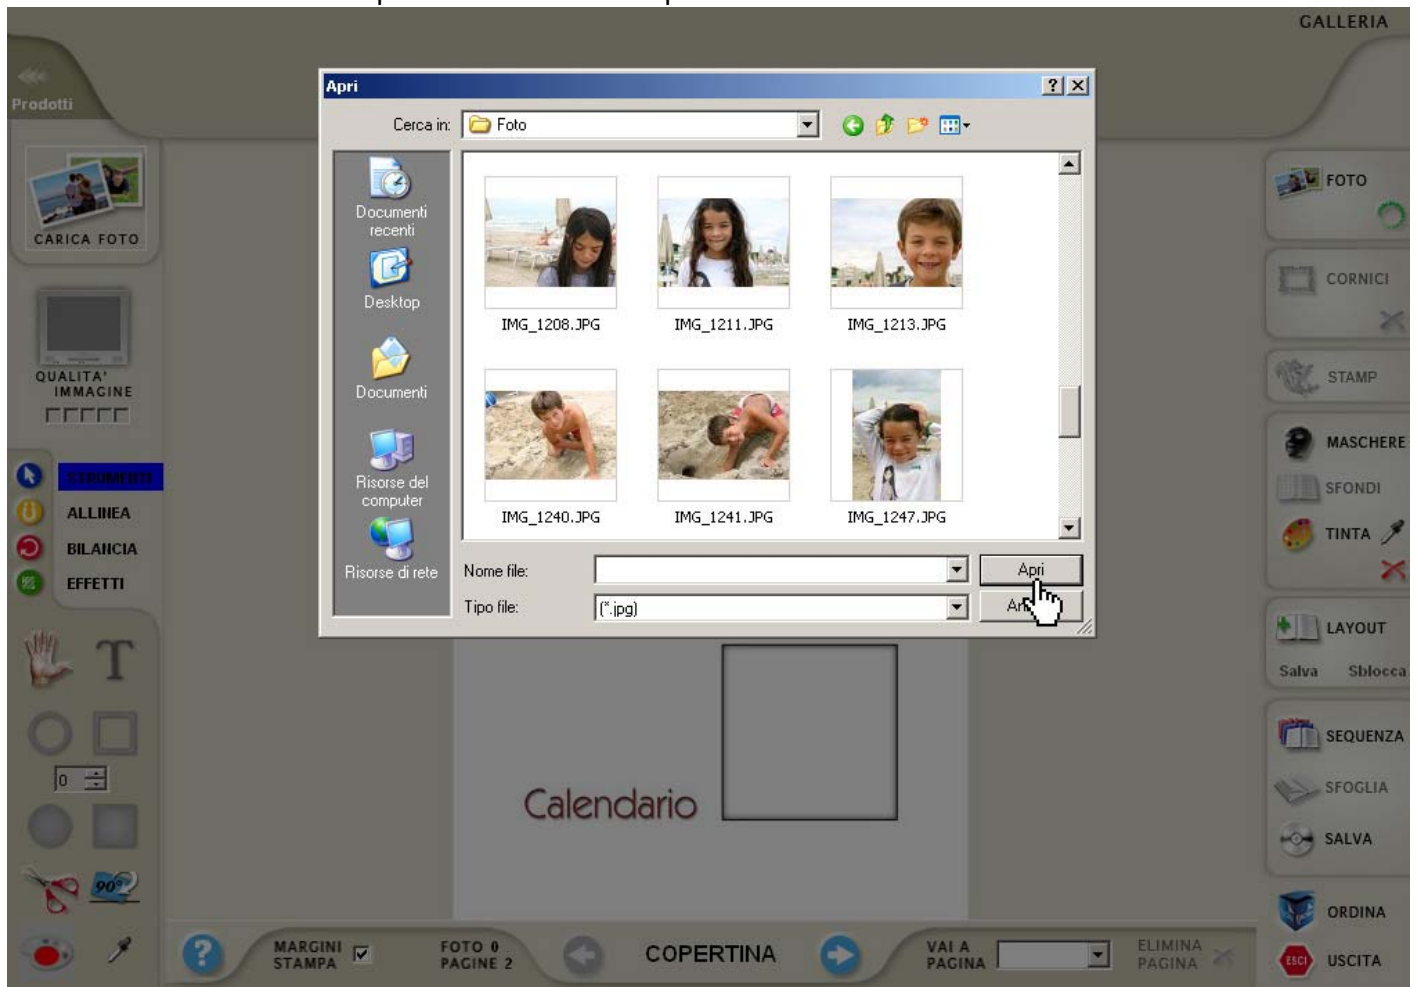 GALLERIA
Prodotti
CARICA FOTO
QUALITA'
IMMAGINE
STRUMENTI
ALLINEA
BILANCIA
EFFETTI
T
0
90°
Apri
Cerca in:
Foto
Documenti
recenti
Desktop
Documenti
Risorse del
computer
Risorse di rete
IMG_1208.JPG
IMG_1211.JPG
IMG_1213.JPG
IMG_1240.JPG
IMG_1241.JPG
IMG_1247.JPG
Nome file:
Apri
Tipo file:
(*.jpg)
Calendario
FOTO
CORNICI
STAMP
MASCHERE
SFONDI
TINTA
LAYOUT
Salva Sblocca
SEQUENZA
SFOGLIA
SALVA
ORDINA
ESCI
USCITA
?
MARGINI
STAMPA
FOTO 0
PAGINE 2
COPERTINA
VAI A
PAGINA
ELIMINA
PAGINA